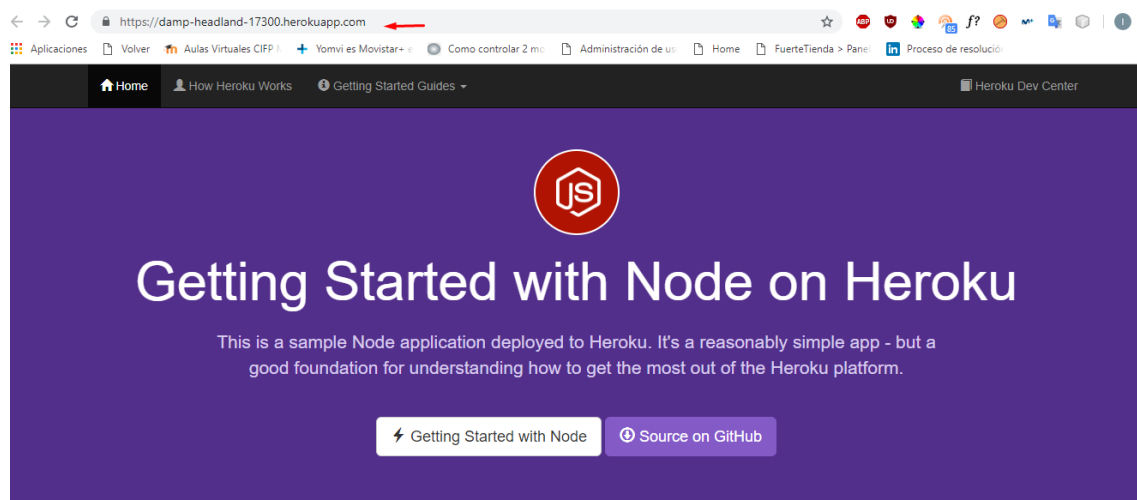 https://damp-headland-17300.herokuapp.com
ABP
85
f?
I
Aplicaciones
Volver
Aulas Virtuales CIFP
Yomvi es Movistar+ e
Como controlar 2 mo
Administración de us
Home
FuerteTienda > Panel
in
Proceso de resolució
Home
How Heroku Works
Getting Started Guides
Heroku Dev Center
JS
Getting Started with Node on Heroku
This is a sample Node application deployed to Heroku. It's a reasonably simple app - but a
good foundation for understanding how to get the most out of the Heroku platform.
Getting Started with Node
Source on GitHub